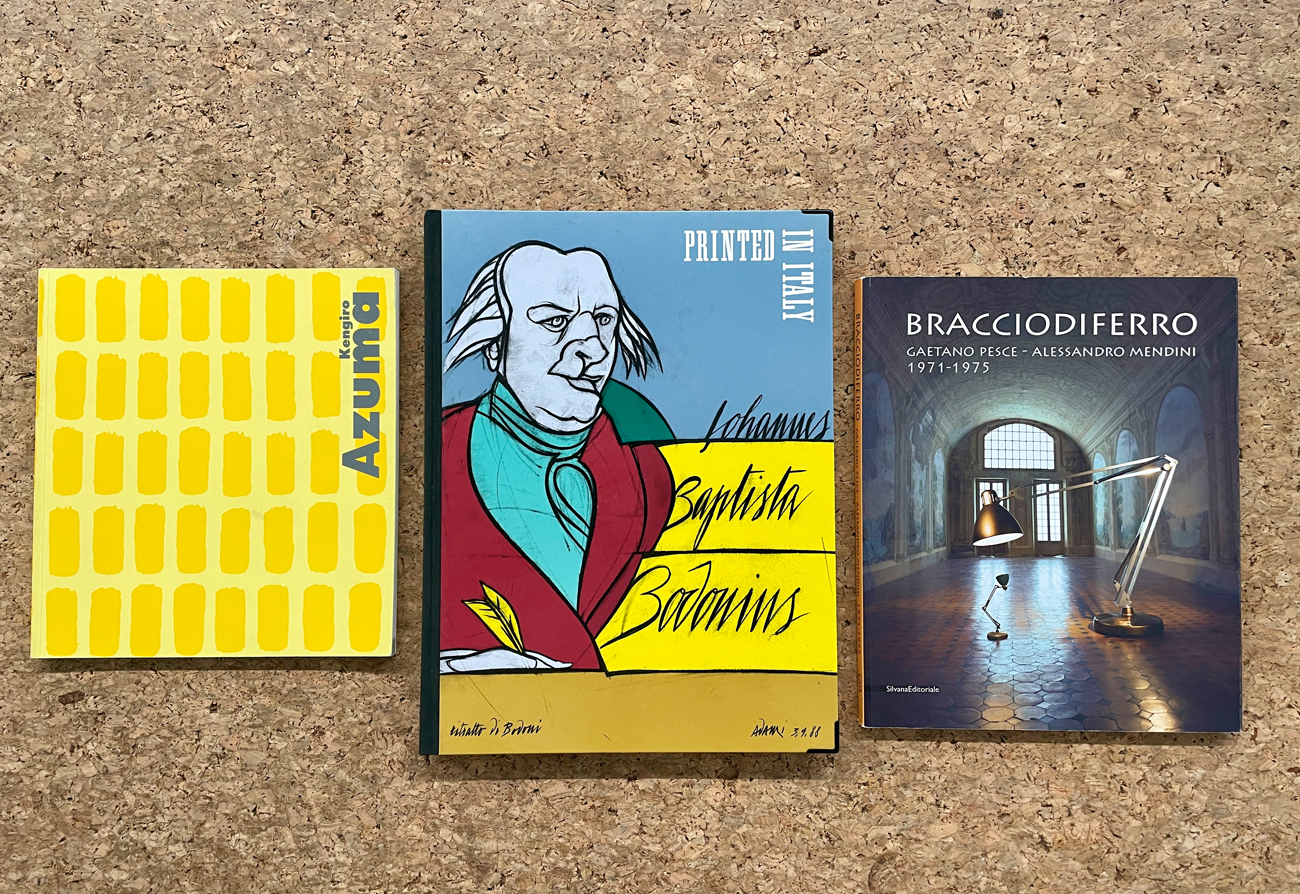 Kengiro
Azuma
PRINTED
IN ITALY
Johannes
Baptista
Bodonius
ritratto di Bodoni
Adami 5.9.88
BRACCIODIFERRO
GAETANO PESCE - ALESSANDRO MENDINI
1971-1975
SilvanaEditoriale